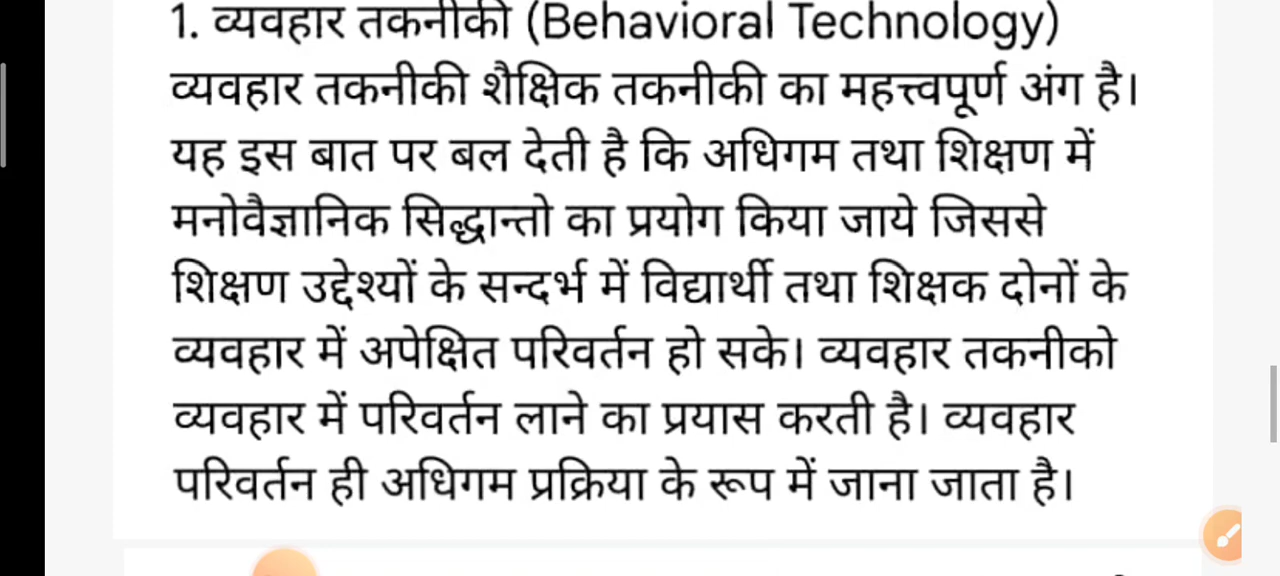 1. व्यवहार तकनीकी (Behavioral Technology)
व्यवहार तकनीकी शैक्षिक तकनीकी का महत्त्वपूर्ण अंग है।
यह इस बात पर बल देती है कि अधिगम तथा शिक्षण में
मनोवैज्ञानिक सिद्धान्तो का प्रयोग किया जाये जिससे
शिक्षण उद्देश्यों के सन्दर्भ में विद्यार्थी तथा शिक्षक दोनों के
व्यवहार में अपेक्षित परिवर्तन हो सके। व्यवहार तकनीको
व्यवहार में परिवर्तन लाने का प्रयास करती है। व्यवहार
परिवर्तन ही अधिगम प्रक्रिया के रूप में जाना जाता है।